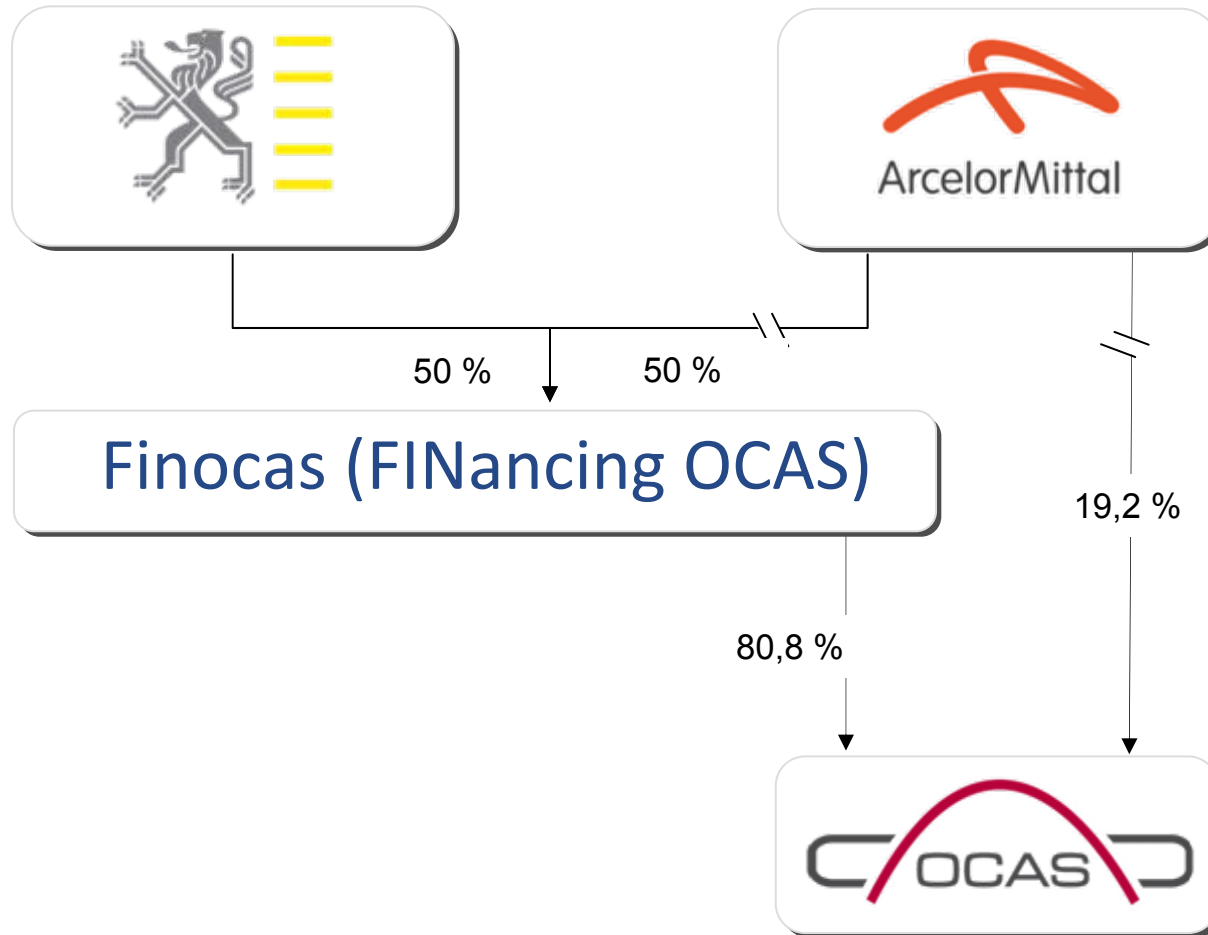 ArcelorMittal
50 %
50 %
Finocas (FINancing OCAS)
19,2 %
80,8 %
OCAS